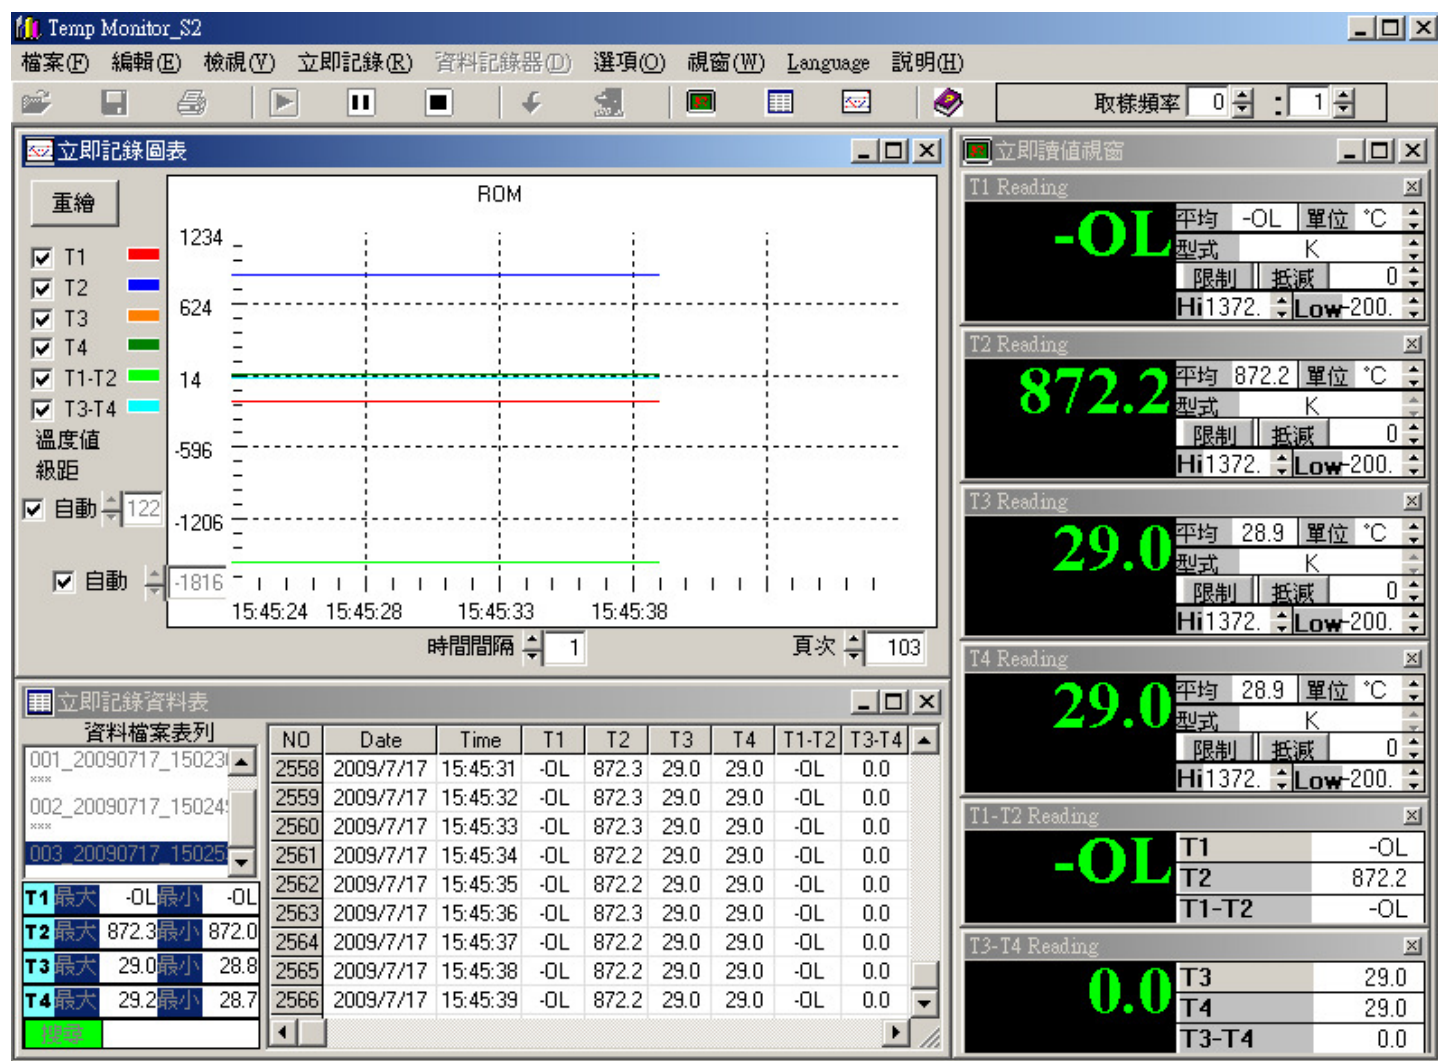 Temp Monitor_S2
檔案(F) 編輯(E) 檢視(V) 立即記錄(R) 資料記錄器(D) 選項(O) 視窗(W) Language 說明(H)
取樣頻率 0 : 1
立即記錄圖表
重繪
ROM
T1
T2
T3
T4
T1-T2
T3-T4
溫度值
級距
自動 122
自動 -1816
1234
624
14
-596
-1206
15:45:24 15:45:28 15:45:33 15:45:38
時間間隔 1 頁次 103
立即記錄資料表
資料檔案表列
001_20090717_15023
***
002_20090717_15024
***
003_20090717_15025
T1 最大 -OL 最小 -OL
T2 最大 872.3 最小 872.0
T3 最大 29.0 最小 28.8
T4 最大 29.2 最小 28.7
搜尋
NO Date Time T1 T2 T3 T4 T1-T2 T3-T4
2558 2009/7/17 15:45:31 -OL 872.3 29.0 29.0 -OL 0.0
2559 2009/7/17 15:45:32 -OL 872.3 29.0 29.0 -OL 0.0
2560 2009/7/17 15:45:33 -OL 872.3 29.0 29.0 -OL 0.0
2561 2009/7/17 15:45:34 -OL 872.2 29.0 29.0 -OL 0.0
2562 2009/7/17 15:45:35 -OL 872.2 29.0 29.0 -OL 0.0
2563 2009/7/17 15:45:36 -OL 872.3 29.0 29.0 -OL 0.0
2564 2009/7/17 15:45:37 -OL 872.2 29.0 29.0 -OL 0.0
2565 2009/7/17 15:45:38 -OL 872.2 29.0 29.0 -OL 0.0
2566 2009/7/17 15:45:39 -OL 872.2 29.0 29.0 -OL 0.0
立即讀值視窗
T1 Reading
-OL
平均 -OL 單位 °C
型式 K
限制 抵減 0
Hi 1372. Low -200.
T2 Reading
872.2
平均 872.2 單位 °C
型式 K
限制 抵減 0
Hi 1372. Low -200.
T3 Reading
29.0
平均 28.9 單位 °C
型式 K
限制 抵減 0
Hi 1372. Low -200.
T4 Reading
29.0
平均 28.9 單位 °C
型式 K
限制 抵減 0
Hi 1372. Low -200.
T1-T2 Reading
-OL
T1 -OL
T2 872.2
T1-T2 -OL
T3-T4 Reading
0.0
T3 29.0
T4 29.0
T3-T4 0.0